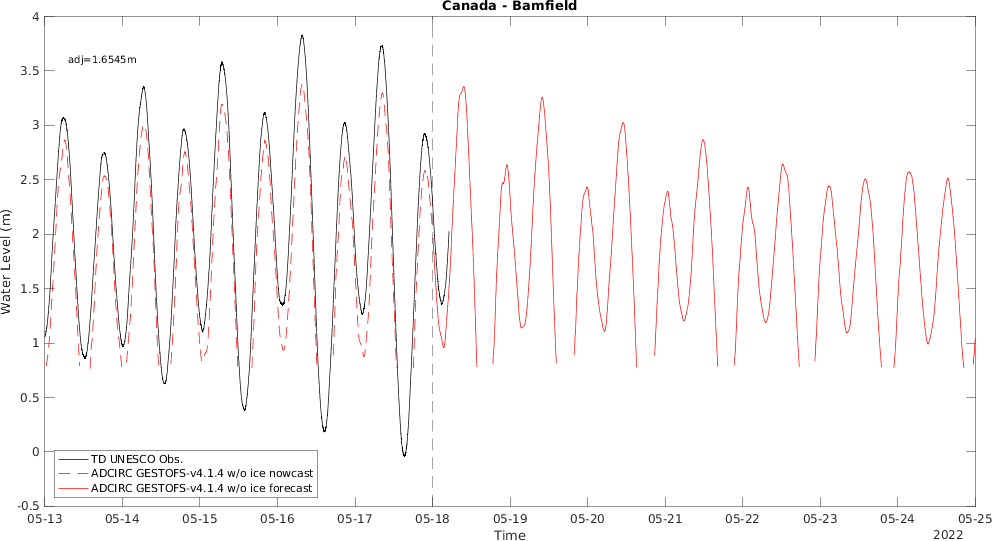 Canada - Bamfield
adj=1.6545m
Water Level (m)
4
3.5
3
2.5
2
1.5
1
0.5
0
-0.5
TD UNESCO Obs.
ADCIRC GESTOFS-v4.1.4 w/o ice nowcast
ADCIRC GESTOFS-v4.1.4 w/o ice forecast
05-13 05-14 05-15 05-16 05-17 05-18 05-19 05-20 05-21 05-22 05-23 05-24 05-25
Time
2022